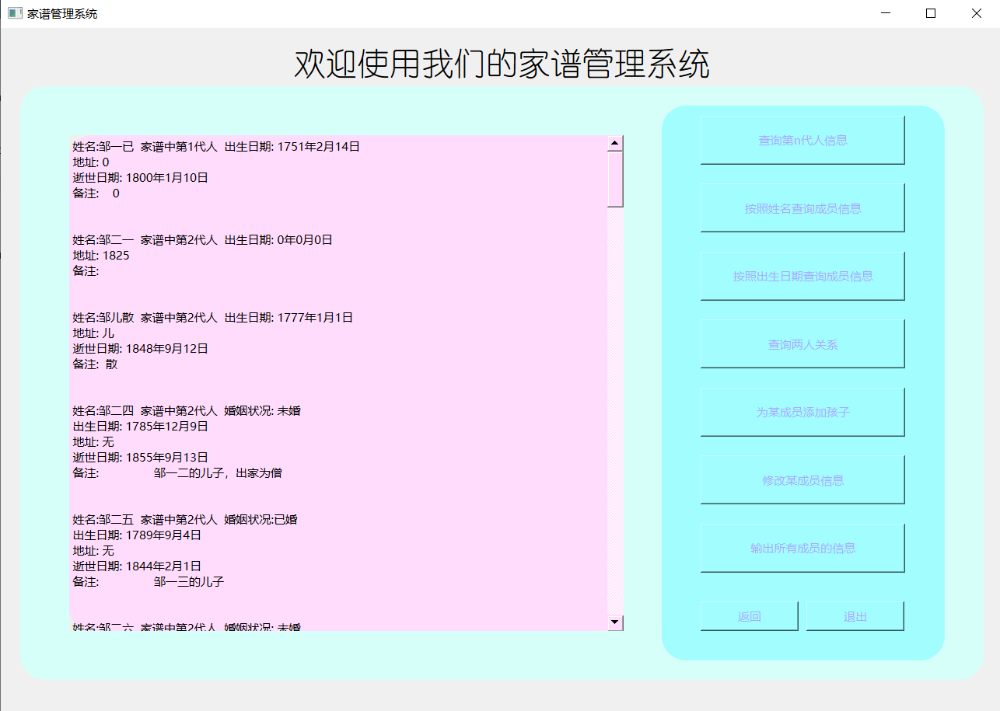 家谱管理系统
欢迎使用我们的家谱管理系统
姓名:邹一已 家谱中第1代人 出生日期: 1751年2月14日
地址: 0
逝世日期: 1800年1月10日
备注: 0
姓名:邹二一 家谱中第2代人 出生日期: 0年0月0日
地址: 1825
备注:
姓名:邹儿散 家谱中第2代人 出生日期: 1777年1月1日
地址: 儿
逝世日期: 1848年9月12日
备注: 散
姓名:邹二四 家谱中第2代人 婚姻状况: 未婚
出生日期: 1785年12月9日
地址: 无
逝世日期: 1855年9月13日
备注: 邹一二的儿子，出家为僧
姓名:邹二五 家谱中第2代人 婚姻状况:已婚
出生日期: 1789年9月4日
地址: 无
逝世日期: 1844年2月1日
备注: 邹一三的儿子
姓名:邹二六 家谱中第2代人 婚姻状况: 未婚
查询第n代人信息
按照姓名查询成员信息
按照出生日期查询成员信息
查询两人关系
为某成员添加孩子
修改某成员信息
输出所有成员的信息
返回 退出